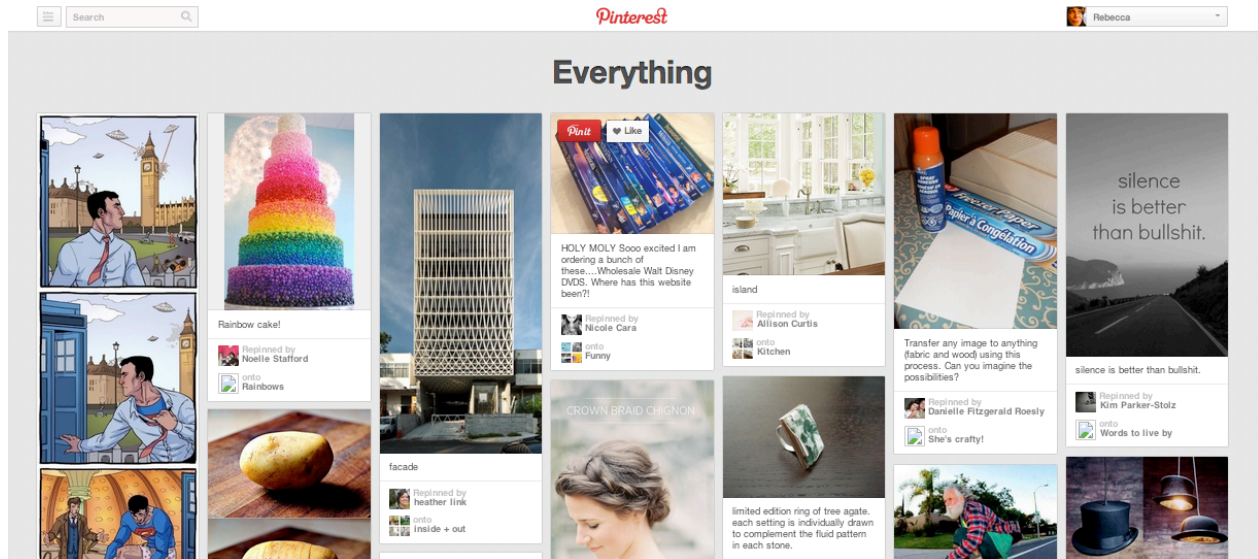 Search
Pinterest
Rebecca
Everything
Rainbow cake!
Repinned by
Noelle Stafford
onto
Rainbows
facade
Repinned by
heather link
onto
inside + out
Pinit
Like
HOLY MOLY Sooo excited I am
ordering a bunch of
these....Wholesale Walt Disney
DVDS. Where has this website
been?!
Repinned by
Nicole Cara
onto
Funny
CROWN BRAID CHIGNON
island
Repinned by
Allison Curtis
onto
Kitchen
limited edition ring of tree agate.
each setting is individually drawn
to complement the fluid pattern
in each stone.
Freezer Paper
Papier à Congélation
Transfer any image to anything
(fabric and wood) using this
process. Can you imagine the
possibilities?
Repinned by
Danielle Fitzgerald Roesly
onto
She's crafty!
silence
is better
than bullshit.
silence is better than bullshit.
Repinned by
Kim Parker-Stolz
onto
Words to live by